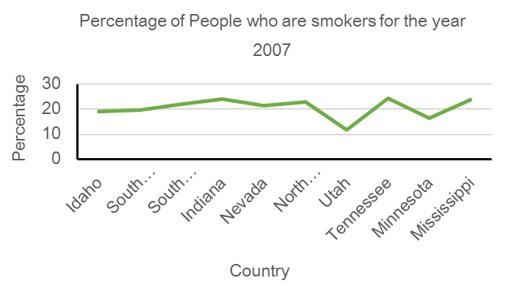 Percentage of People who are smokers for the year
2007
Percentage
30
20
10
0
Idaho
South...
South...
Indiana
Nevada
North...
Utah
Tennessee
Minnesota
Mississippi
Country